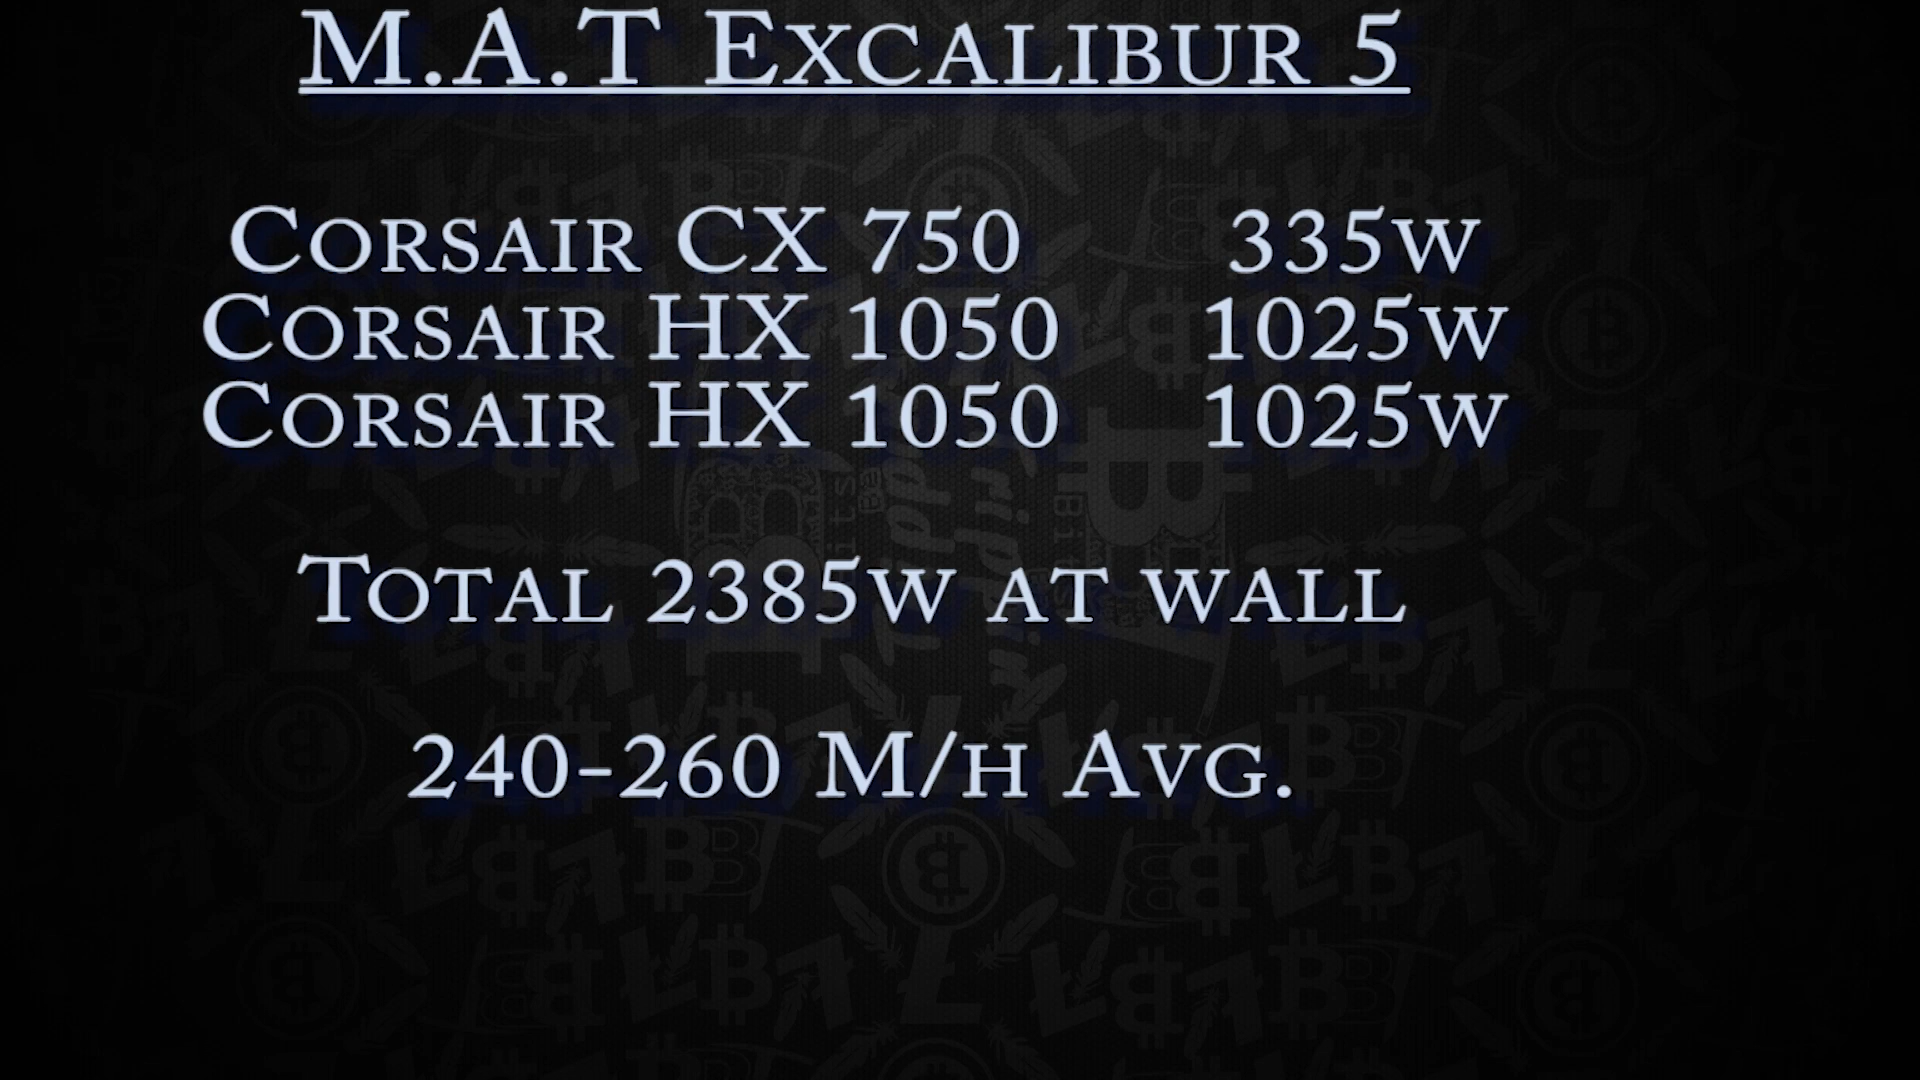 M.A.T Excalibur 5
Corsair CX 750 335w
Corsair HX 1050 1025w
Corsair HX 1050 1025w
Total 2385w at wall
240-260 M/h Avg.